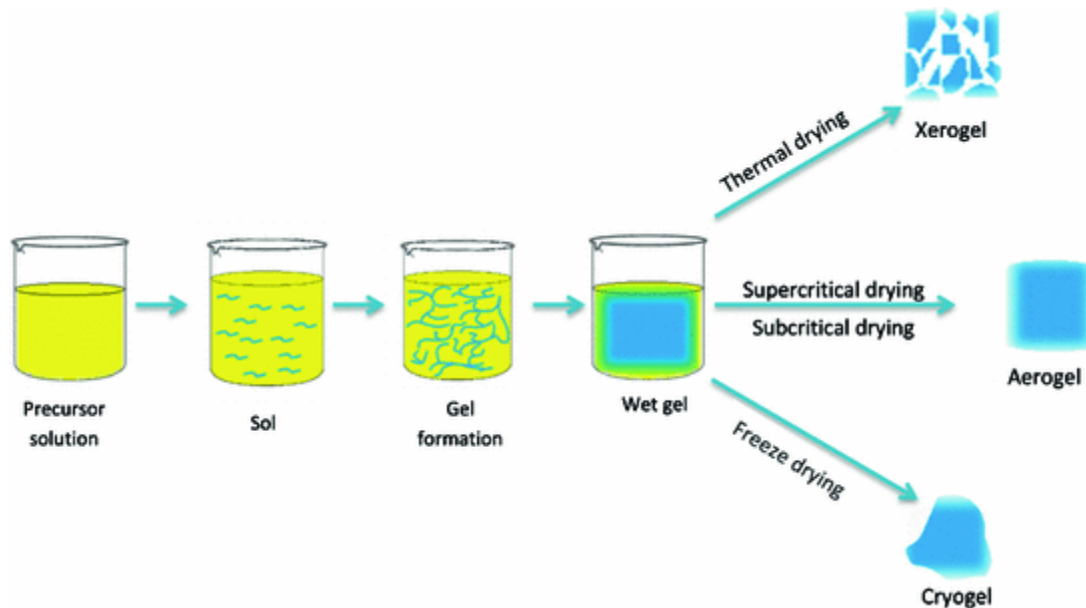 Xerogel
Thermal drying
Supercritical drying
Subcritical drying
Aerogel
Precursor
solution
Sol
Gel
formation
Wet gel
Freeze drying
Cryogel